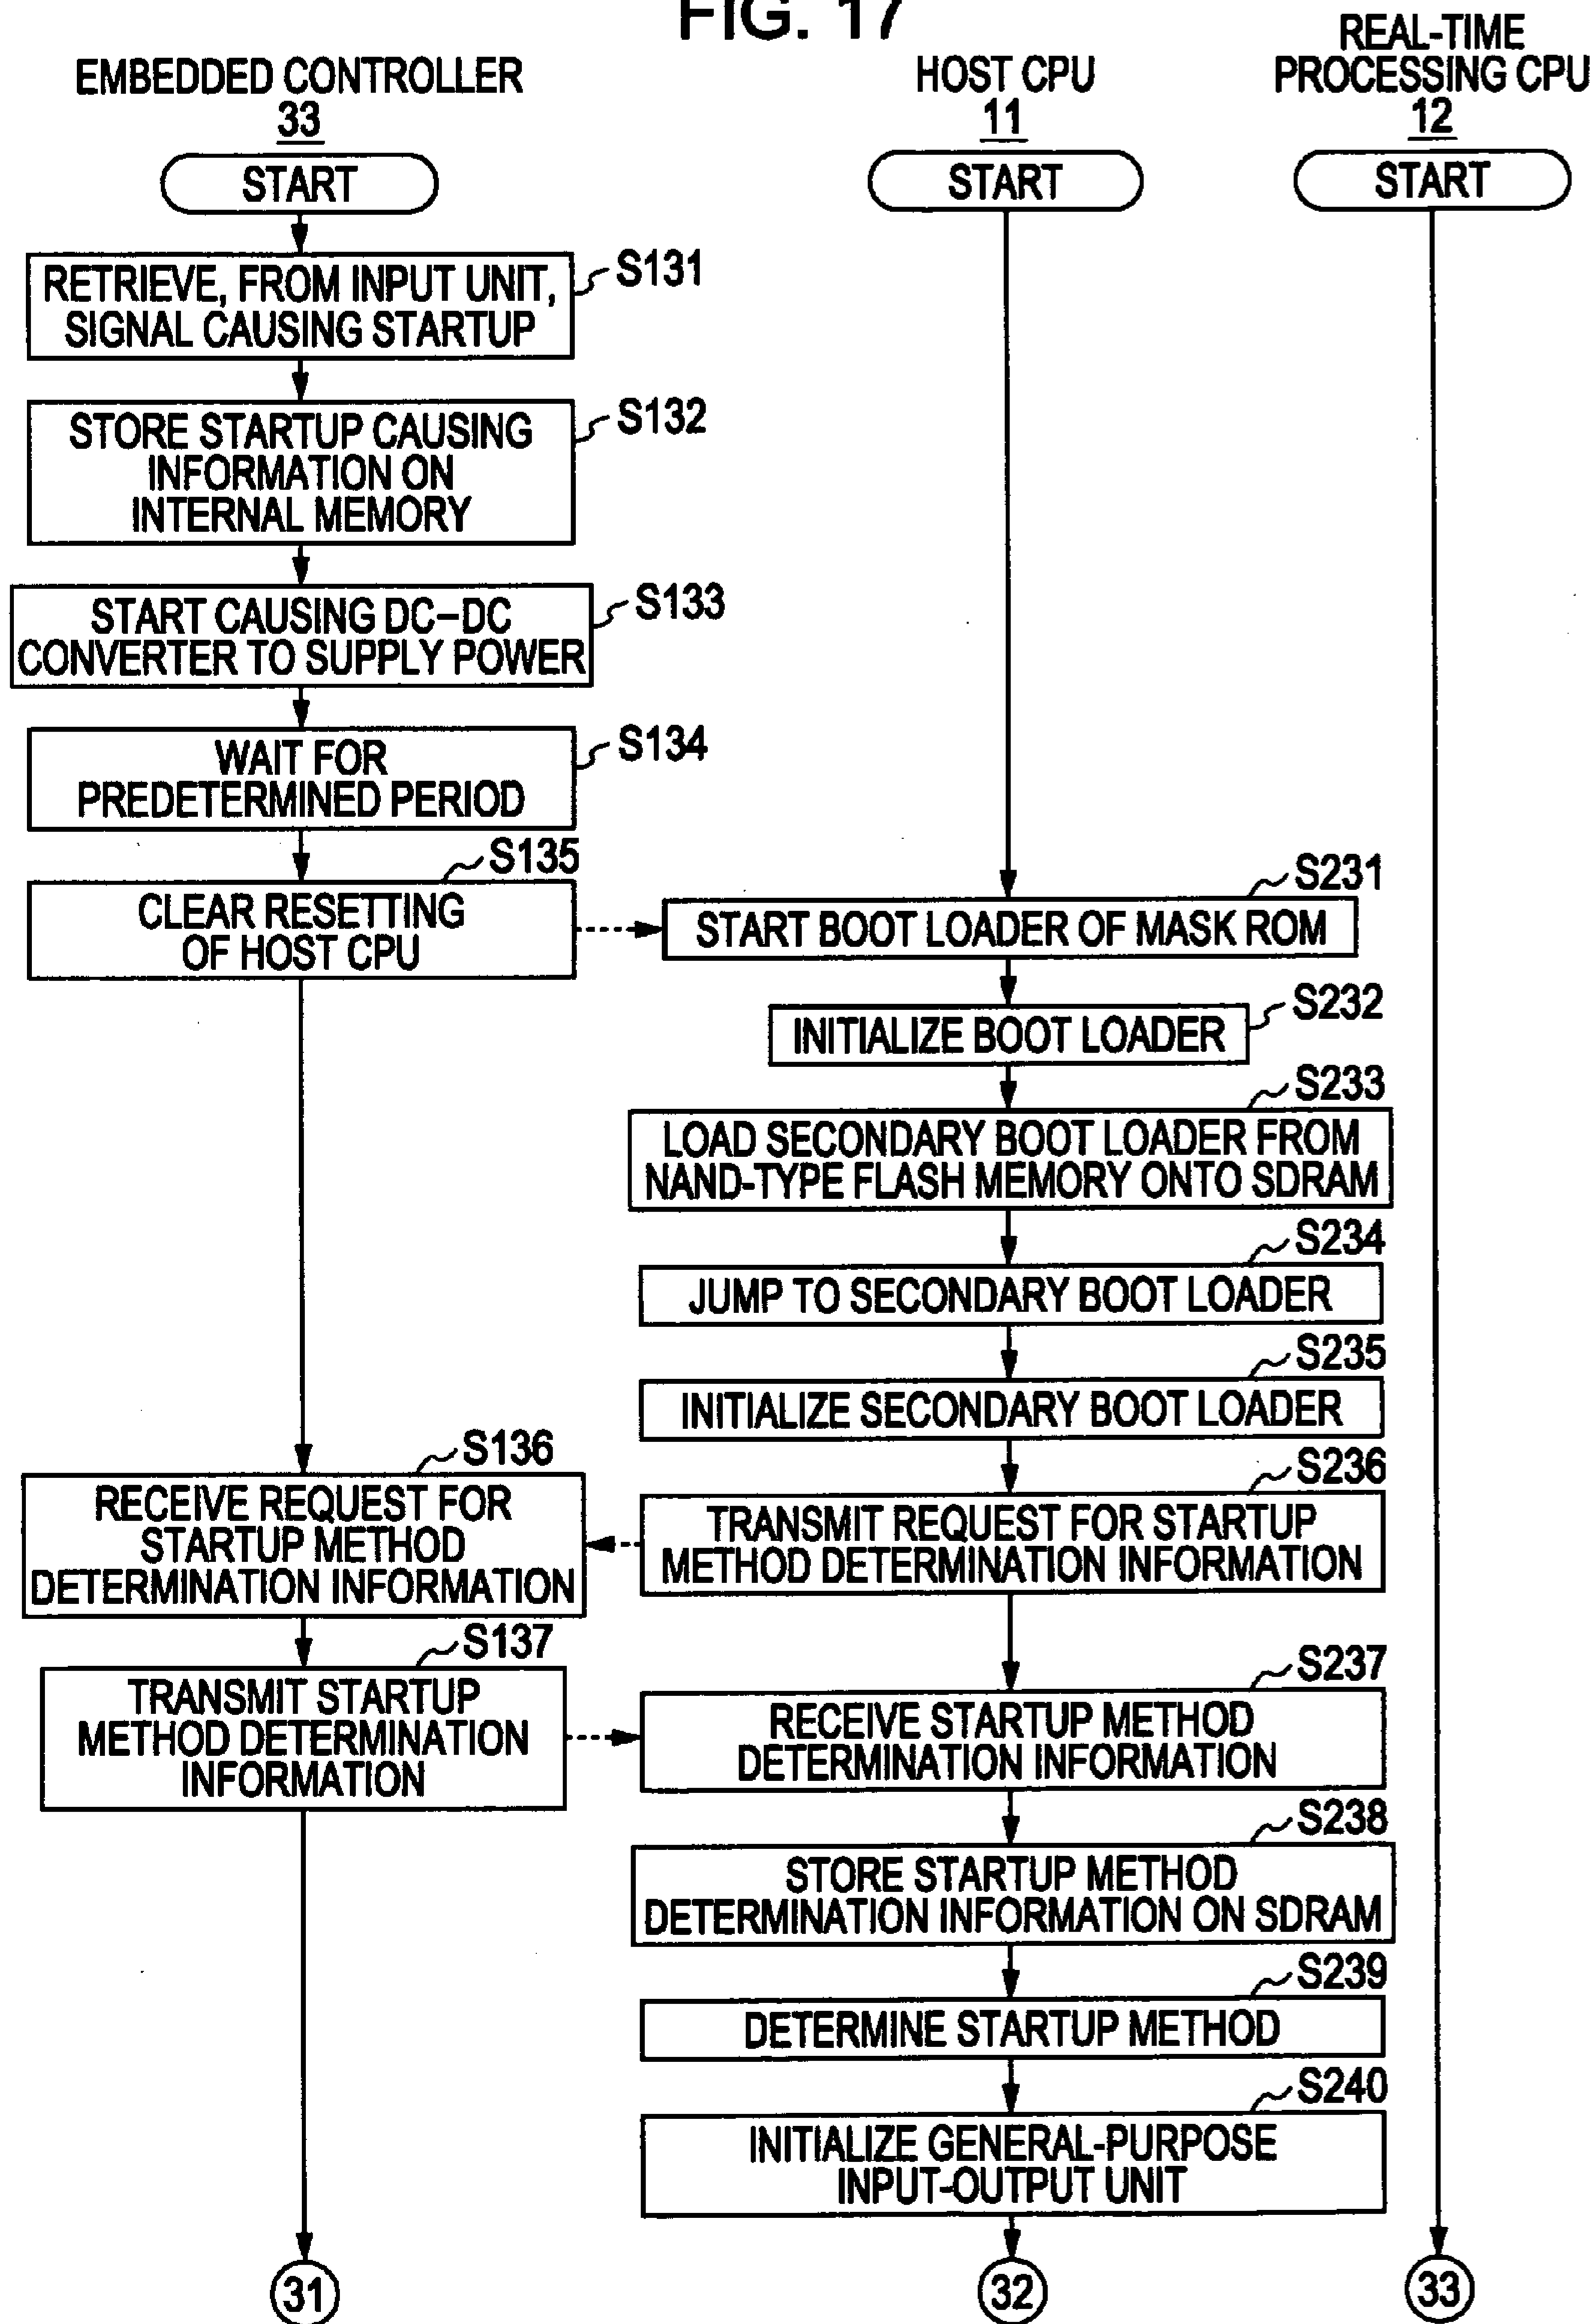 FIG. 17
EMBEDDED CONTROLLER
33
HOST CPU
11
REAL-TIME
PROCESSING CPU
12
START
START
START
RETRIEVE, FROM INPUT UNIT,
SIGNAL CAUSING STARTUP
S131
STORE STARTUP CAUSING
INFORMATION ON
INTERNAL MEMORY
S132
START CAUSING DC–DC
CONVERTER TO SUPPLY POWER
S133
WAIT FOR
PREDETERMINED PERIOD
S134
S135
CLEAR RESETTING
OF HOST CPU
S231
START BOOT LOADER OF MASK ROM
S232
INITIALIZE BOOT LOADER
S233
LOAD SECONDARY BOOT LOADER FROM
NAND-TYPE FLASH MEMORY ONTO SDRAM
S234
JUMP TO SECONDARY BOOT LOADER
S235
INITIALIZE SECONDARY BOOT LOADER
S136
RECEIVE REQUEST FOR
STARTUP METHOD
DETERMINATION INFORMATION
S236
TRANSMIT REQUEST FOR STARTUP
METHOD DETERMINATION INFORMATION
S137
TRANSMIT STARTUP
METHOD DETERMINATION
INFORMATION
S237
RECEIVE STARTUP METHOD
DETERMINATION INFORMATION
S238
STORE STARTUP METHOD
DETERMINATION INFORMATION ON SDRAM
S239
DETERMINE STARTUP METHOD
S240
INITIALIZE GENERAL-PURPOSE
INPUT-OUTPUT UNIT
31
32
33